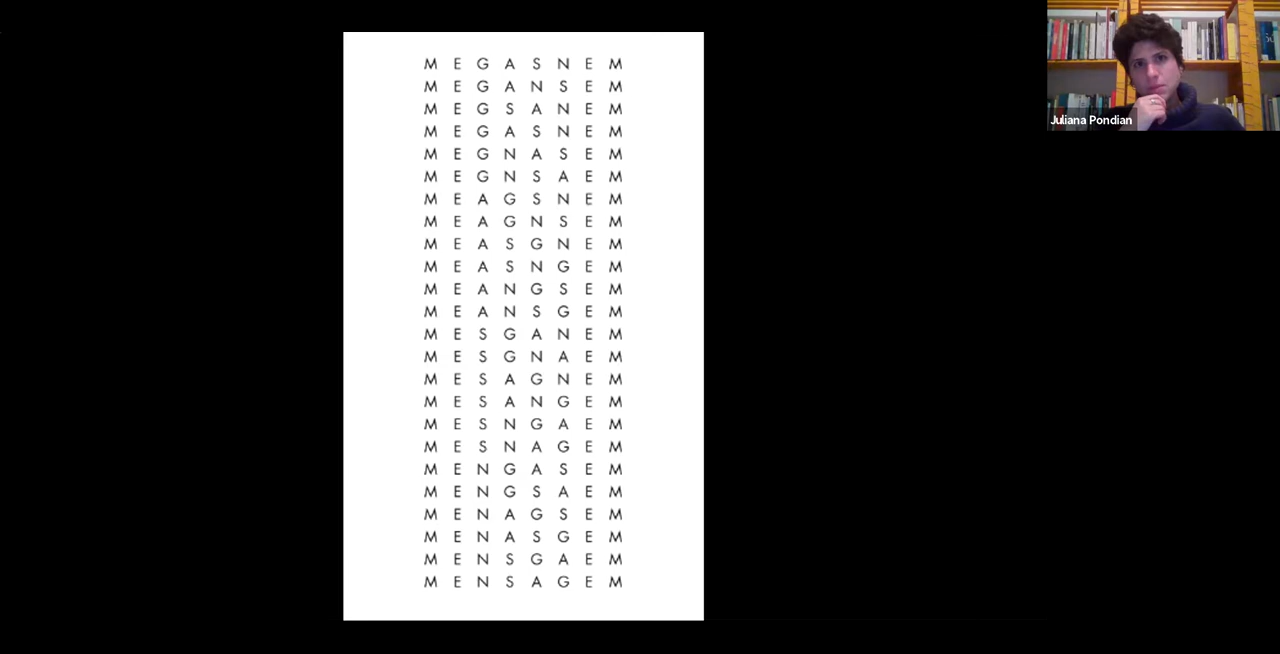 M E G A S N E M
M E G A N S E M
M E G S A N E M
M E G A S N E M
M E G N A S E M
M E G N S A E M
M E A G S N E M
M E A G N S E M
M E A S G N E M
M E A S N G E M
M E A N G S E M
M E A N S G E M
M E S G A N E M
M E S G N A E M
M E S A G N E M
M E S A N G E M
M E S N G A E M
M E S N A G E M
M E N G A S E M
M E N G S A E M
M E N A G S E M
M E N A S G E M
M E N S G A E M
M E N S A G E M
Juliana Pondian